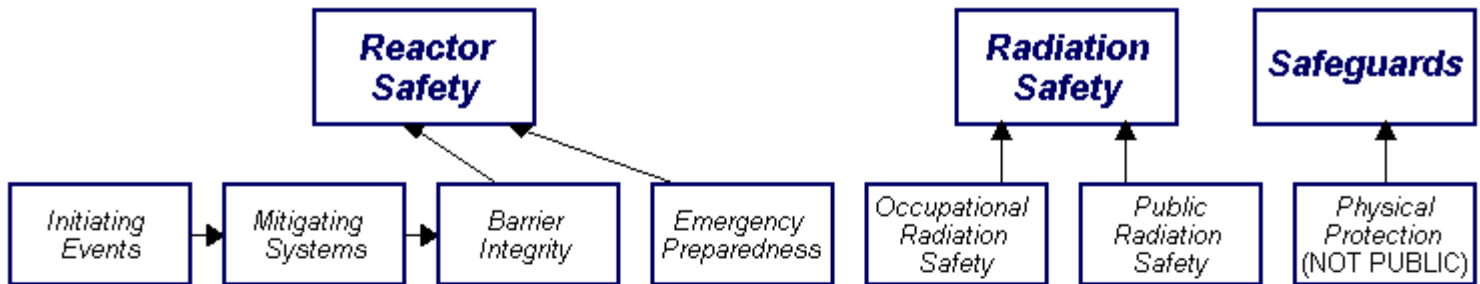 Reactor
Safety
Radiation
Safety
Safeguards
Initiating
Events
Mitigating
Systems
Barrier
Integrity
Emergency
Preparedness
Occupational
Radiation
Safety
Public
Radiation
Safety
Physical
Protection
(NOT PUBLIC)